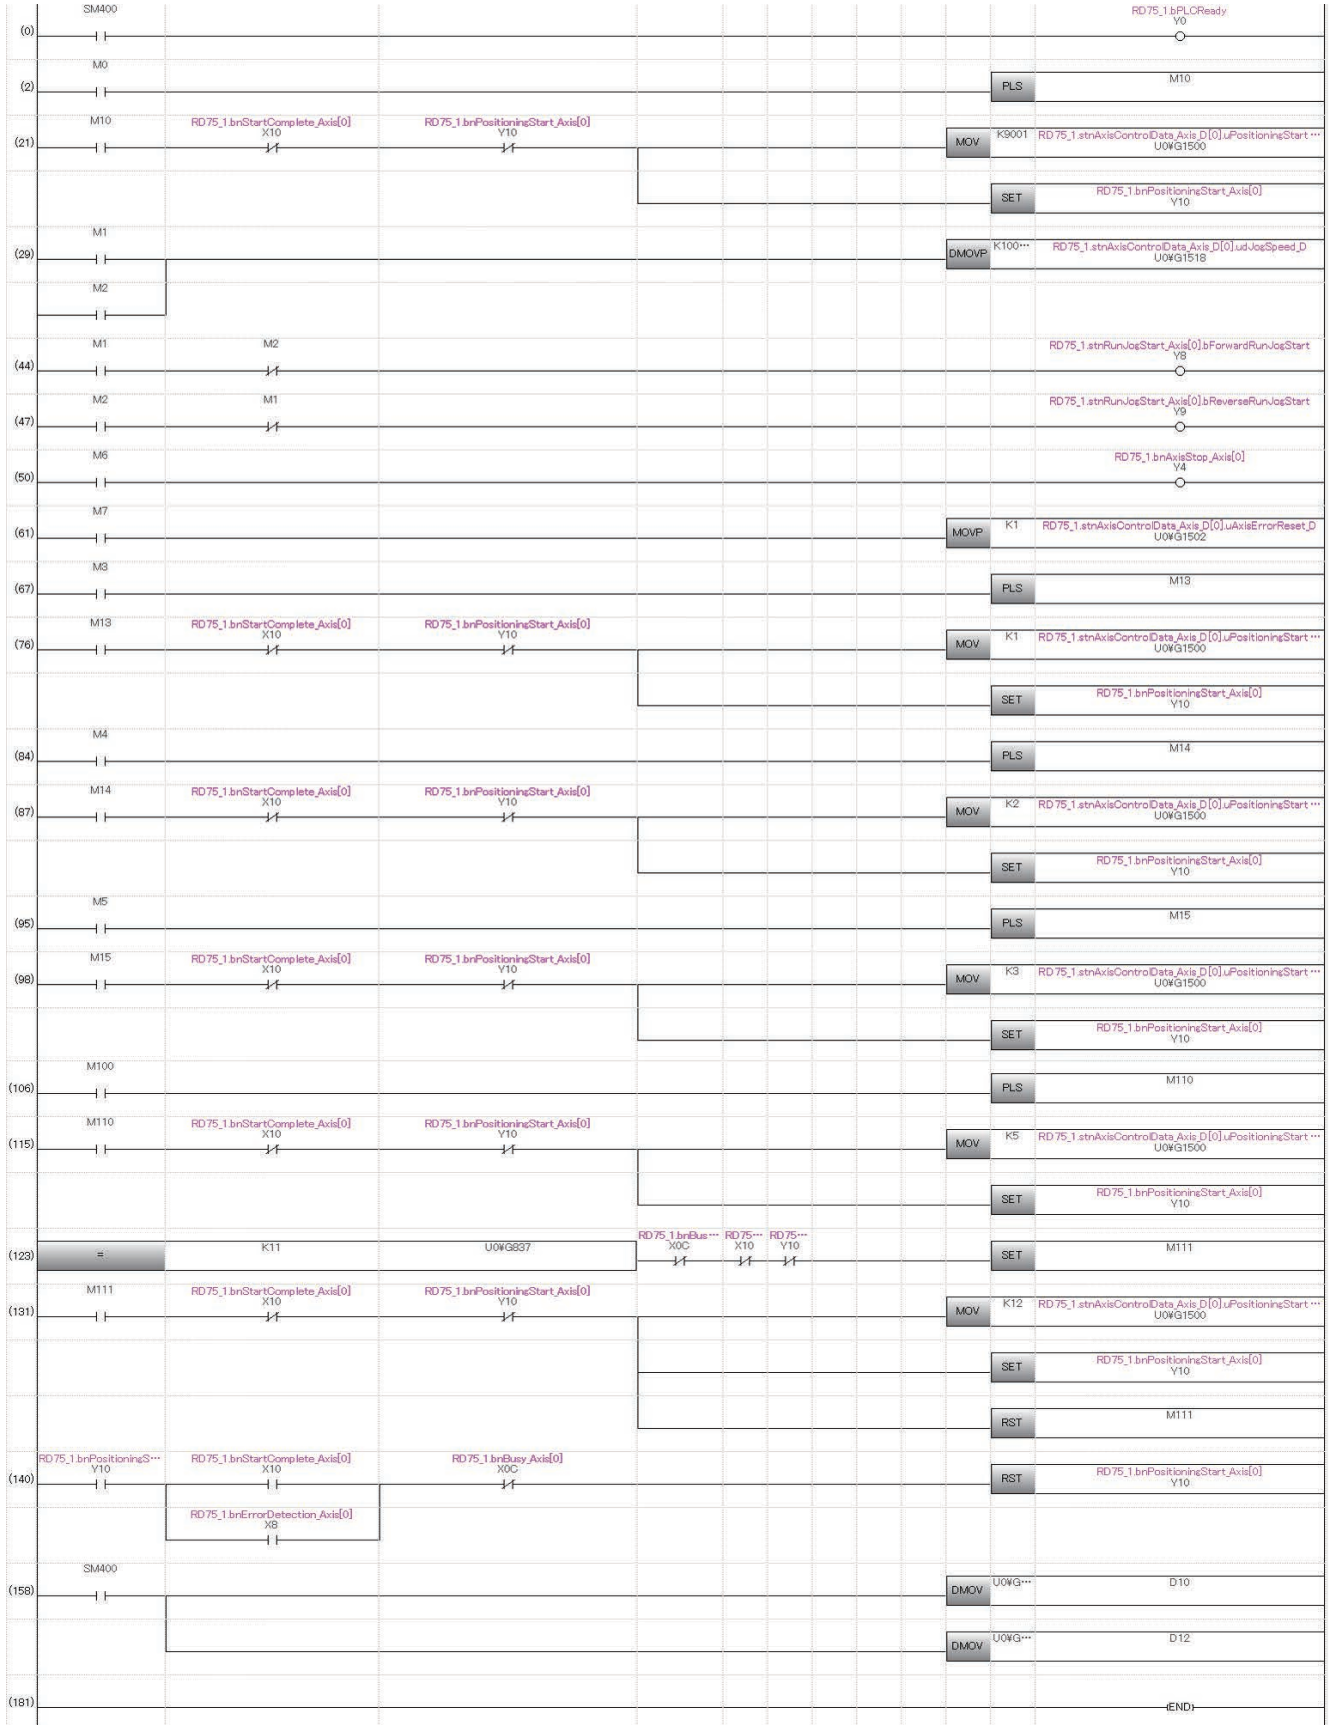 SM400
RD75_1.bPLCReady
Y0
(0)
M0
(2)
PLS
M10
M10
RD75_1.bnStartComplete_Axis[0]
X10
RD75_1.bnPositioningStart_Axis[0]
Y10
(21)
MOV
K9001
RD75_1.stnAxisControlData_Axis_D[0].uPositioningStart…
U0¥G1500
SET
RD75_1.bnPositioningStart_Axis[0]
Y10
M1
(29)
DMOVP
K100…
RD75_1.stnAxisControlData_Axis_D[0].udJogSpeed_D
U0¥G1518
M2
M1
M2
RD75_1.stnRunJogStart_Axis[0].bForwardRunJogStart
Y8
(44)
M2
M1
RD75_1.stnRunJogStart_Axis[0].bReverseRunJogStart
Y9
(47)
M6
RD75_1.bnAxisStop_Axis[0]
Y4
(50)
M7
(61)
MOVP
K1
RD75_1.stnAxisControlData_Axis_D[0].uAxisErrorReset_D
U0¥G1502
M3
(67)
PLS
M13
M13
RD75_1.bnStartComplete_Axis[0]
X10
RD75_1.bnPositioningStart_Axis[0]
Y10
(76)
MOV
K1
RD75_1.stnAxisControlData_Axis_D[0].uPositioningStart…
U0¥G1500
SET
RD75_1.bnPositioningStart_Axis[0]
Y10
M4
(84)
PLS
M14
M14
RD75_1.bnStartComplete_Axis[0]
X10
RD75_1.bnPositioningStart_Axis[0]
Y10
(87)
MOV
K2
RD75_1.stnAxisControlData_Axis_D[0].uPositioningStart…
U0¥G1500
SET
RD75_1.bnPositioningStart_Axis[0]
Y10
M5
(95)
PLS
M15
M15
RD75_1.bnStartComplete_Axis[0]
X10
RD75_1.bnPositioningStart_Axis[0]
Y10
(98)
MOV
K3
RD75_1.stnAxisControlData_Axis_D[0].uPositioningStart…
U0¥G1500
SET
RD75_1.bnPositioningStart_Axis[0]
Y10
M100
(106)
PLS
M110
M110
RD75_1.bnStartComplete_Axis[0]
X10
RD75_1.bnPositioningStart_Axis[0]
Y10
(115)
MOV
K5
RD75_1.stnAxisControlData_Axis_D[0].uPositioningStart…
U0¥G1500
SET
RD75_1.bnPositioningStart_Axis[0]
Y10
(123)
=
K11
U0¥G837
RD75_1.bnBus…
X0C
RD75…
X10
RD75…
Y10
SET
M111
M111
RD75_1.bnStartComplete_Axis[0]
X10
RD75_1.bnPositioningStart_Axis[0]
Y10
(131)
MOV
K12
RD75_1.stnAxisControlData_Axis_D[0].uPositioningStart…
U0¥G1500
SET
RD75_1.bnPositioningStart_Axis[0]
Y10
RST
M111
RD75_1.bnPositioningS…
Y10
RD75_1.bnStartComplete_Axis[0]
X10
RD75_1.bnBusy_Axis[0]
X0C
(140)
RST
RD75_1.bnPositioningStart_Axis[0]
Y10
RD75_1.bnErrorDetection_Axis[0]
X8
SM400
(158)
DMOV
U0¥G…
D10
DMOV
U0¥G…
D12
(181)
END